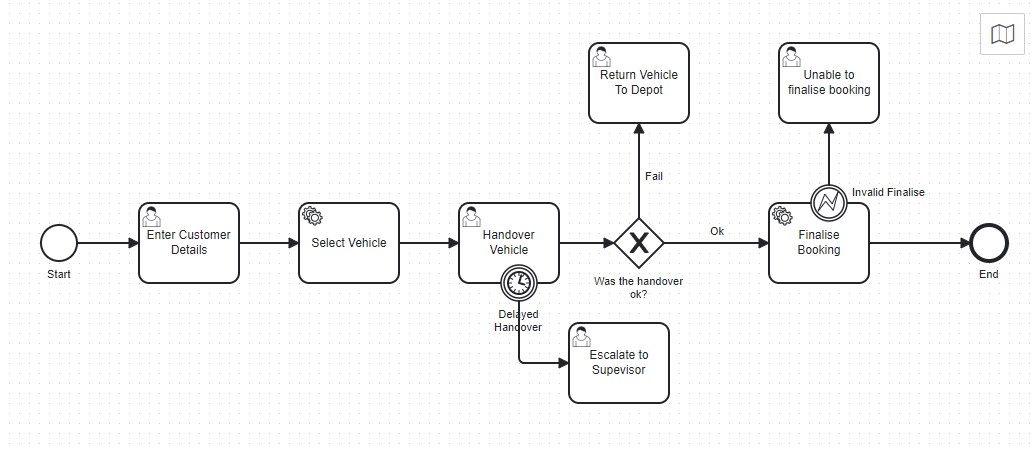 Return Vehicle
To Depot
Unable to
finalise booking
Fail
Invalid Finalise
Start
Enter Customer
Details
Select Vehicle
Handover
Vehicle
Delayed
Handover
Was the handover
ok?
Ok
Finalise
Booking
End
Escalate to
Supevisor